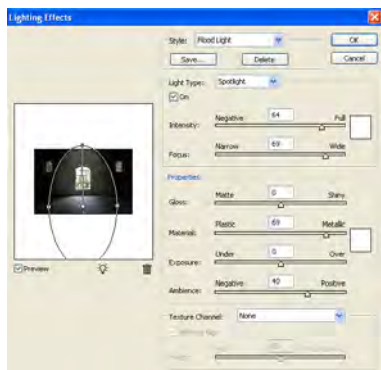 Lighting Effects
Style: Flood Light
OK
Save... Delete
Cancel
Light Type: Spotlight
On
Intensity: Negative 64 Full
Focus: Narrow 69 Wide
Properties:
Gloss: Matte 0 Shiny
Material: Plastic 69 Metallic
Exposure: Under 0 Over
Ambience: Negative 40 Positive
Preview
Texture Channel: None